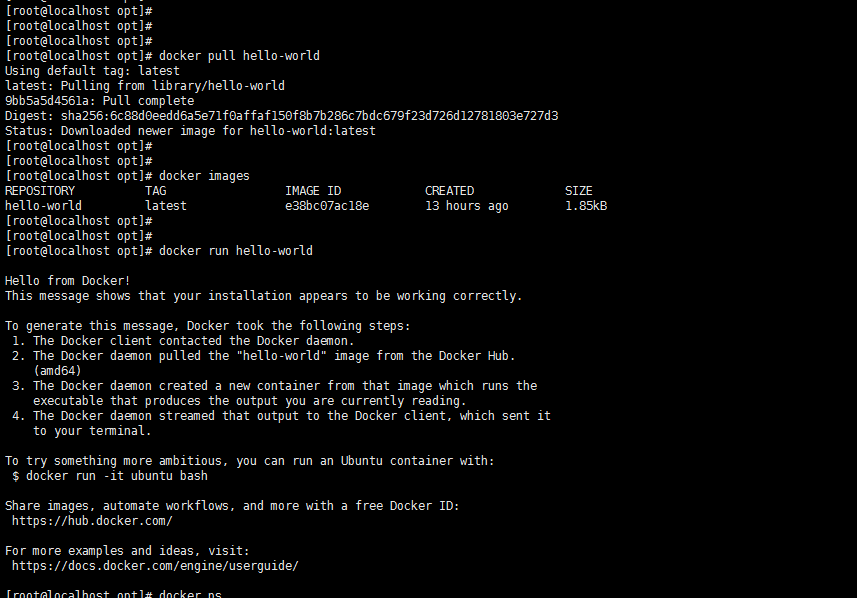 [root@localhost opt]#
[root@localhost opt]#
[root@localhost opt]#
[root@localhost opt]# docker pull hello-world
Using default tag: latest
latest: Pulling from library/hello-world
9bb5a5d4561a: Pull complete
Digest: sha256:6c88d0eedd6a5e71f0affaf150f8b7b286c7bdc679f23d726d12781803e727d3
Status: Downloaded newer image for hello-world:latest
[root@localhost opt]#
[root@localhost opt]#
[root@localhost opt]# docker images
REPOSITORY          TAG                 IMAGE ID            CREATED             SIZE
hello-world         latest              e38bc07ac18e        13 hours ago        1.85kB
[root@localhost opt]#
[root@localhost opt]#
[root@localhost opt]# docker run hello-world

Hello from Docker!
This message shows that your installation appears to be working correctly.

To generate this message, Docker took the following steps:
 1. The Docker client contacted the Docker daemon.
 2. The Docker daemon pulled the "hello-world" image from the Docker Hub.
    (amd64)
 3. The Docker daemon created a new container from that image which runs the
    executable that produces the output you are currently reading.
 4. The Docker daemon streamed that output to the Docker client, which sent it
    to your terminal.

To try something more ambitious, you can run an Ubuntu container with:
 $ docker run -it ubuntu bash

Share images, automate workflows, and more with a free Docker ID:
 https://hub.docker.com/

For more examples and ideas, visit:
 https://docs.docker.com/engine/userguide/

[root@localhost opt]# docker ps